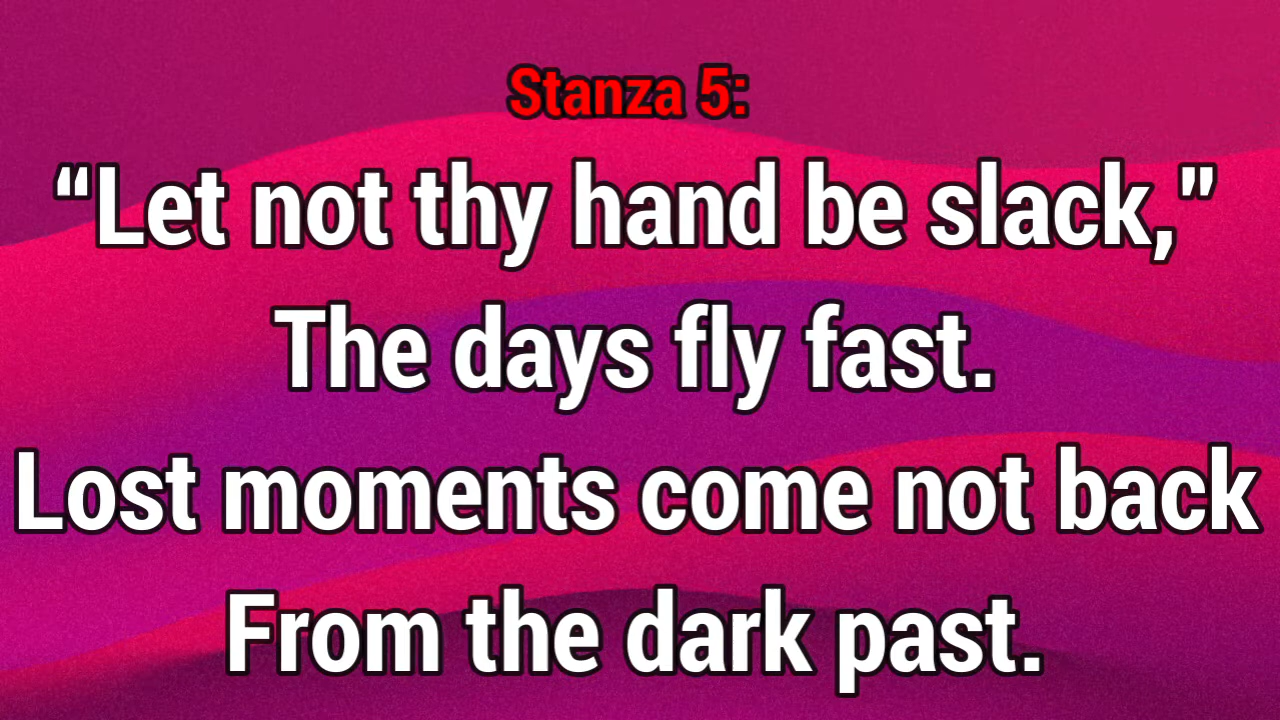 Stanza 5:
“Let not thy hand be slack,”
The days fly fast.
Lost moments come not back
From the dark past.